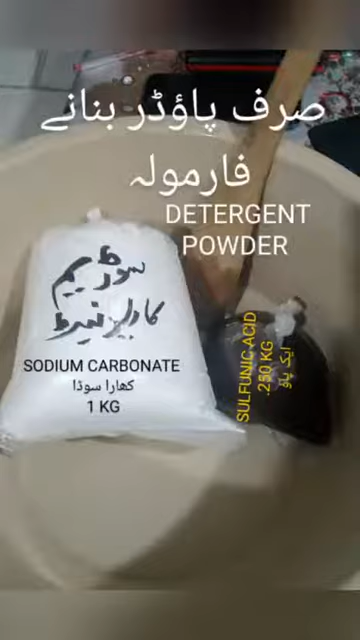 صرف پاؤڈر بنانے
فارمولہ
DETERGENT
POWDER
سوڈیم
کاربونیٹ
SODIUM CARBONATE
کھارا سوڈا
1 KG
SULFUNIC ACID
.250 KG
ایک پاؤ